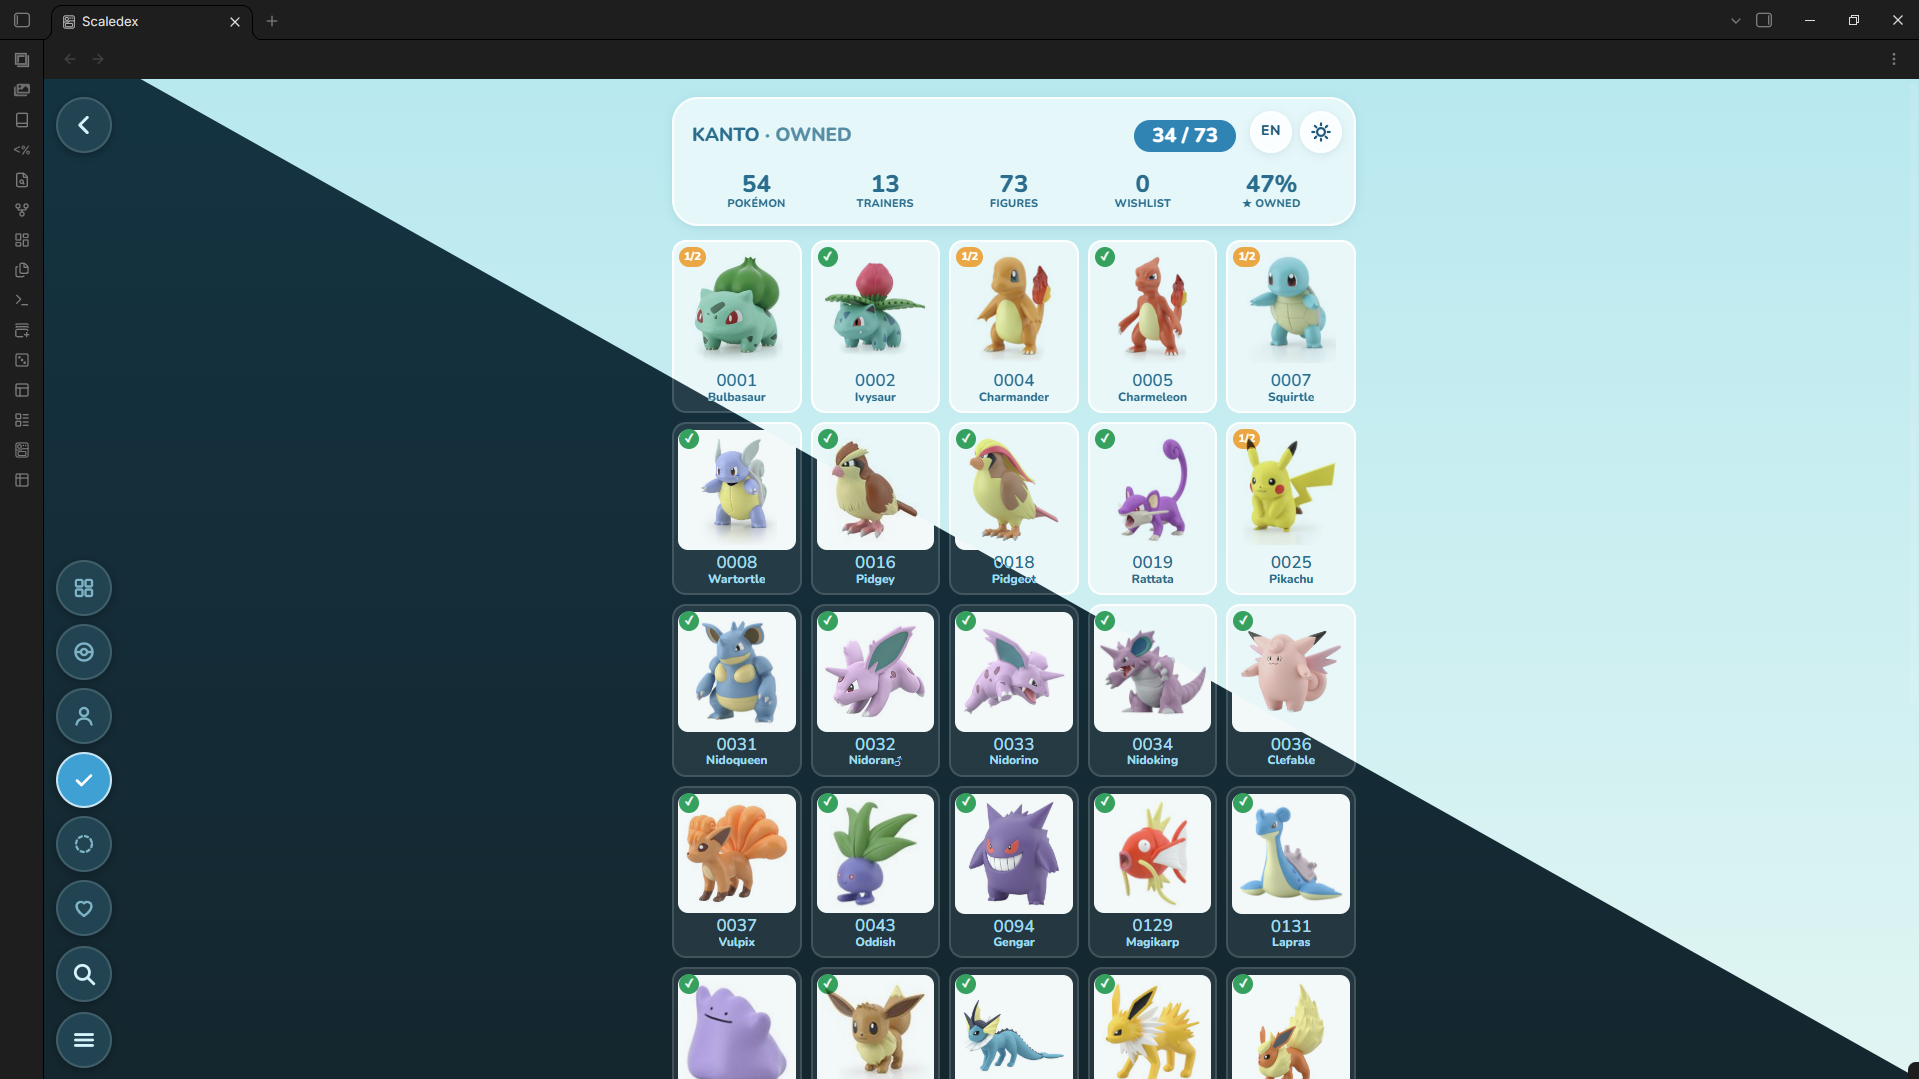 Scaledex
<%
KANTO · OWNED
34 / 73
EN
54
POKÉMON
13
TRAINERS
73
FIGURES
0
WISHLIST
47%
★ OWNED
1/2
0001
Bulbasaur
0002
Ivysaur
1/2
0004
Charmander
0005
Charmeleon
1/2
0007
Squirtle
0008
Wartortle
0016
Pidgey
0018
Pidgeot
0019
Rattata
1/2
0025
Pikachu
0031
Nidoqueen
0032
Nidoran♂
0033
Nidorino
0034
Nidoking
0036
Clefable
0037
Vulpix
0043
Oddish
0094
Gengar
0129
Magikarp
0131
Lapras